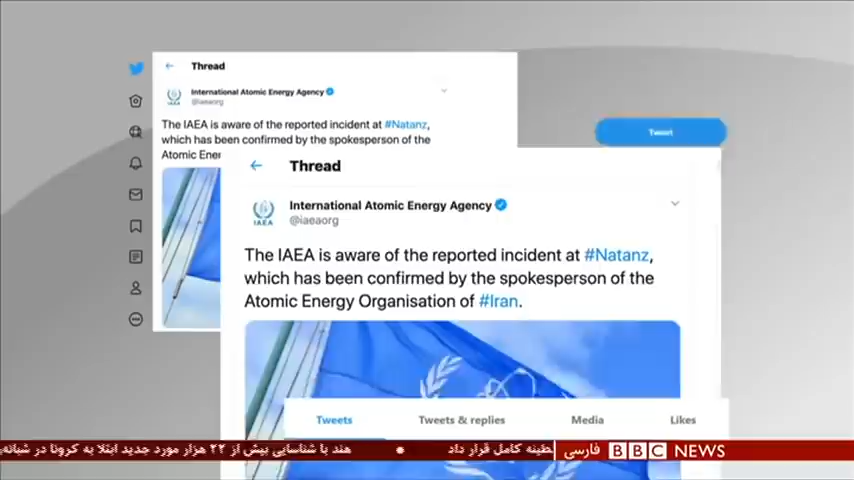 Thread
International Atomic Energy Agency
@iaeaorg
The IAEA is aware of the reported incident at #Natanz,
which has been confirmed by the spokesperson of the
Atomic Ener
Tweet
Thread
IAEA
International Atomic Energy Agency
@iaeaorg
The IAEA is aware of the reported incident at #Natanz,
which has been confirmed by the spokesperson of the
Atomic Energy Organisation of #Iran.
Tweets Tweets & replies Media Likes
هند با شناسایی بیش از ۲۲ هزار مورد جدید ابتلا به کرونا در شبانه
قرار داد
BBC NEWS فارسی